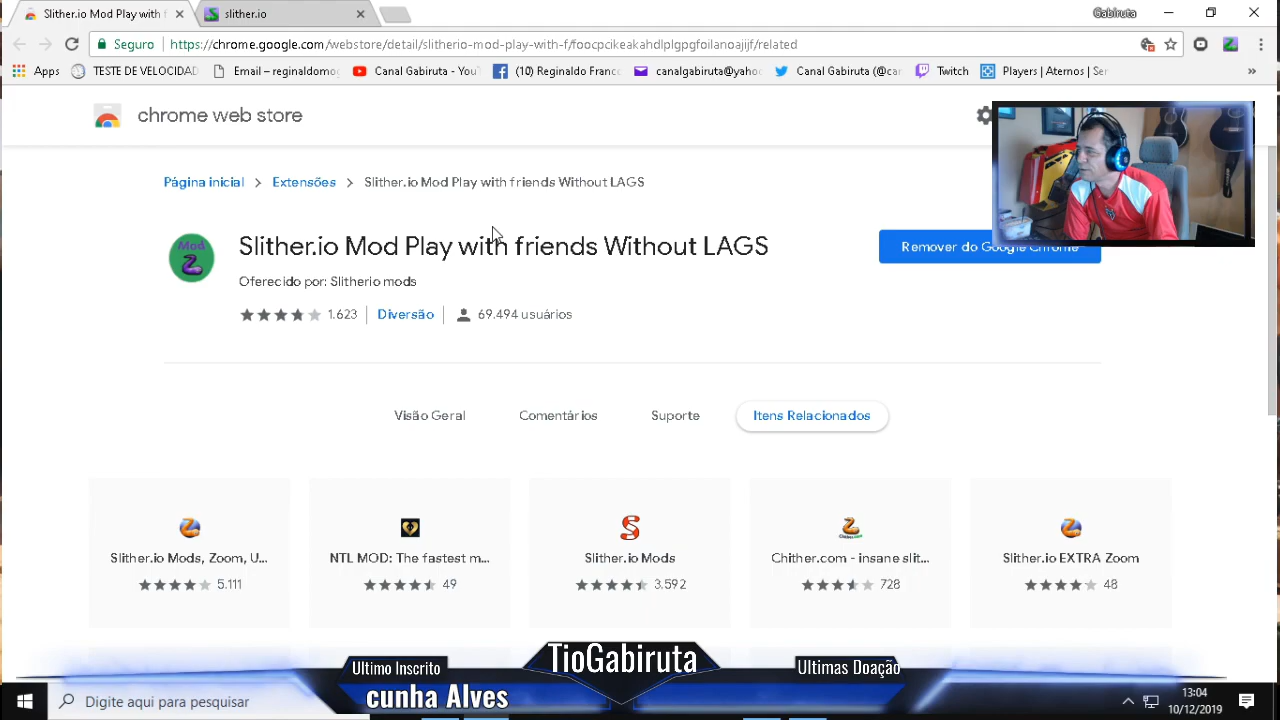 Slither.io Mod Play with f
slither.io
Gabiruta
Seguro
https://chrome.google.com/webstore/detail/slitherio-mod-play-with-f/foocpcikeakahdlplgpgfoilanoajijf/related
Apps
TESTE DE VELOCIDAD
Email – reginaldomo
Canal Gabiruta - YouT
(10) Reginaldo Franc
canalgabiruta@yaho
Canal Gabiruta (@car
Twitch
Players | Aternos | Ser
»
chrome web store
Página inicial > Extensões > Slither.io Mod Play with friends Without LAGS
Slither.io Mod Play with friends Without LAGS
Remover do Google Chrome
Oferecido por: Slitherio mods
1.623 | Diversão | 69.494 usuários
Mod
Visão Geral
Comentários
Suporte
Itens Relacionados
Slither.io Mods, Zoom, U...
5.111
NTL MOD: The fastest m...
49
Slither.io Mods
3.592
Chither.com - insane slit...
728
Slither.io EXTRA Zoom
48
Ultimo Inscrito
TioGabiruta
Ultimas Doação
cunha Alves
Digite aqui para pesquisar
13:04
10/12/2019